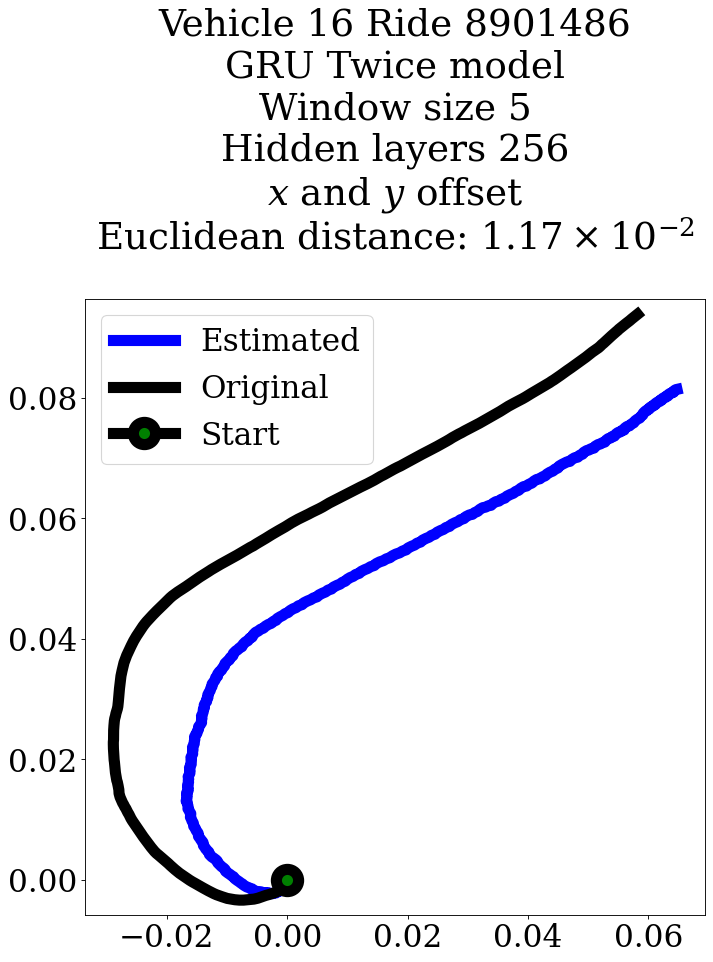 Vehicle 16 Ride 8901486
GRU Twice model
Window size 5
Hidden layers 256
x and y offset
Euclidean distance: 1.17 × 10⁻²
Estimated
Original
Start
0.08
0.06
0.04
0.02
0.00
−0.02 0.00 0.02 0.04 0.06